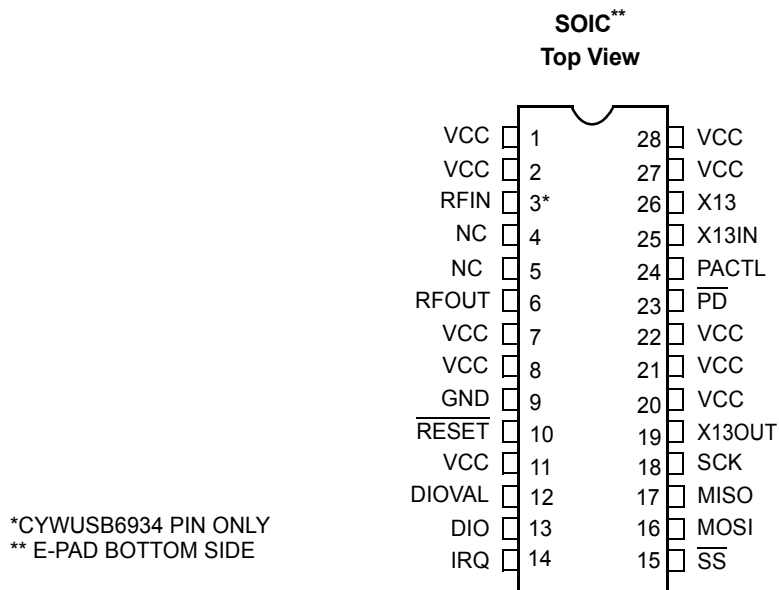 SOIC**
Top View
VCC 1 28 VCC
VCC 2 27 VCC
RFIN 3* 26 X13
NC 4 25 X13IN
NC 5 24 PACTL
RFOUT 6 23 PD
VCC 7 22 VCC
VCC 8 21 VCC
GND 9 20 VCC
RESET 10 19 X13OUT
VCC 11 18 SCK
DIOVAL 12 17 MISO
DIO 13 16 MOSI
IRQ 14 15 SS
*CYWUSB6934 PIN ONLY
** E-PAD BOTTOM SIDE